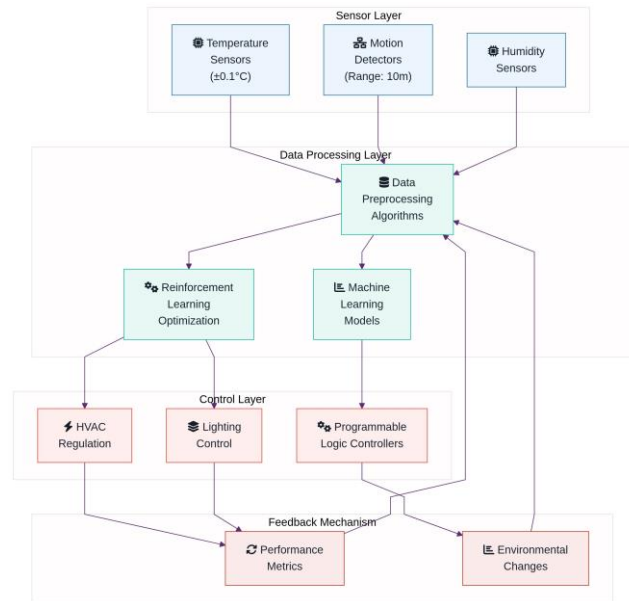 Sensor Layer
Temperature
Sensors
(±0.1°C)
Motion
Detectors
(Range: 10m)
Humidity
Sensors
Data Processing Layer
Data
Preprocessing
Algorithms
Reinforcement
Learning
Optimization
Machine
Learning
Models
Control Layer
HVAC
Regulation
Lighting
Control
Programmable
Logic Controllers
Feedback Mechanism
Performance
Metrics
Environmental
Changes